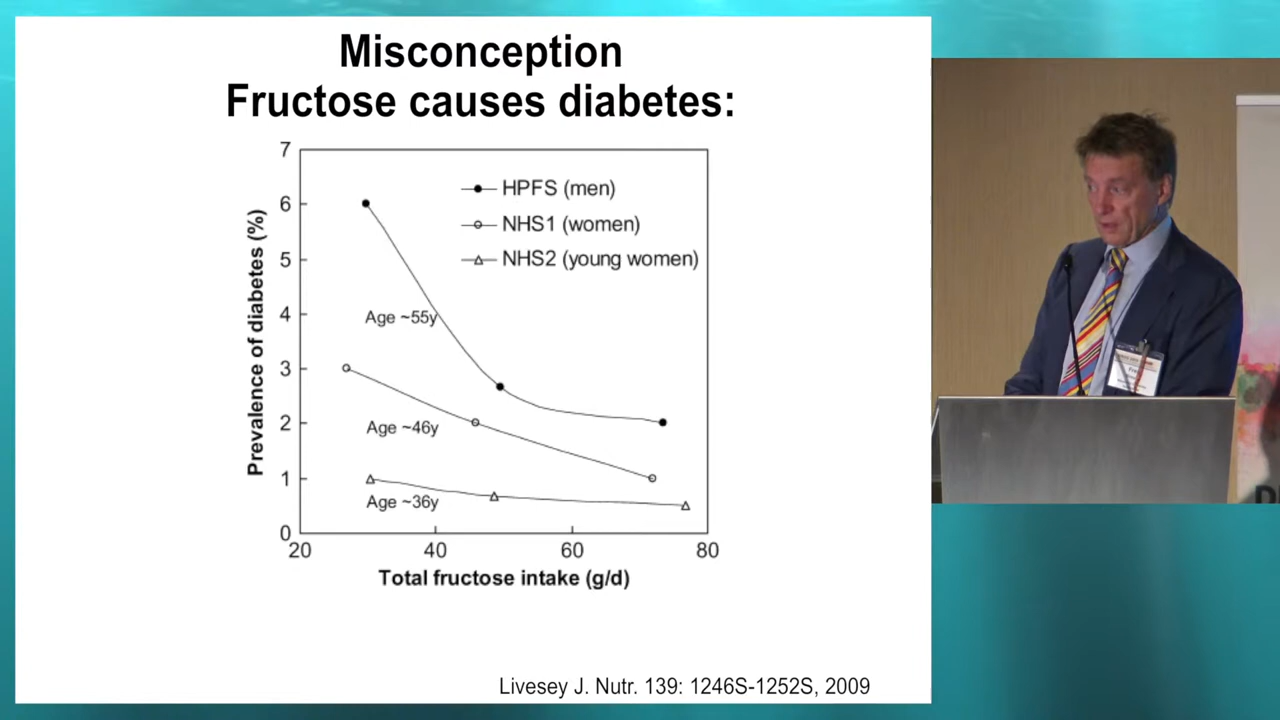 Misconception
Fructose causes diabetes:
7
6
5
4
3
2
1
0
Prevalence of diabetes (%)
HPFS (men)
NHS1 (women)
NHS2 (young women)
Age ~55y
Age ~46y
Age ~36y
20 40 60 80
Total fructose intake (g/d)
Livesey J. Nutr. 139: 1246S-1252S, 2009